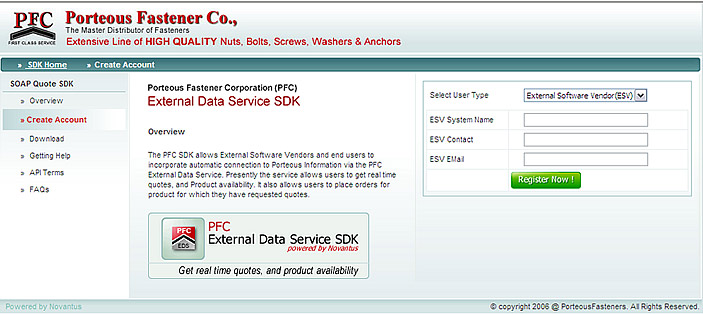 PFC
FIRST CLASS SERVICE
Porteous Fastener Co.,
The Master Distributor of Fasteners
Extensive Line of HIGH QUALITY Nuts, Bolts, Screws, Washers & Anchors
» SDK Home » Create Account
SOAP Quote SDK
» Overview
» Create Account
» Download
» Getting Help
» API Terms
» FAQs
Porteous Fastener Corporation (PFC)
External Data Service SDK
Overview
The PFC SDK allows External Software Vendors and end users to
incorporate automatic connection to Porteous Information via the PFC
External Data Service. Presently the service allows users to get real time
quotes, and Product availability. It also allows users to place orders for
product for which they have requested quotes.
PFC
EDS
PFC
External Data Service SDK
powered by Novantus
Get real time quotes, and product availability
Select User Type External Software Vendor(ESV)
ESV System Name
ESV Contact
ESV EMail
Register Now !
Powered by Novantus
© copyright 2006 @ PorteousFasteners. All Rights Reserved.